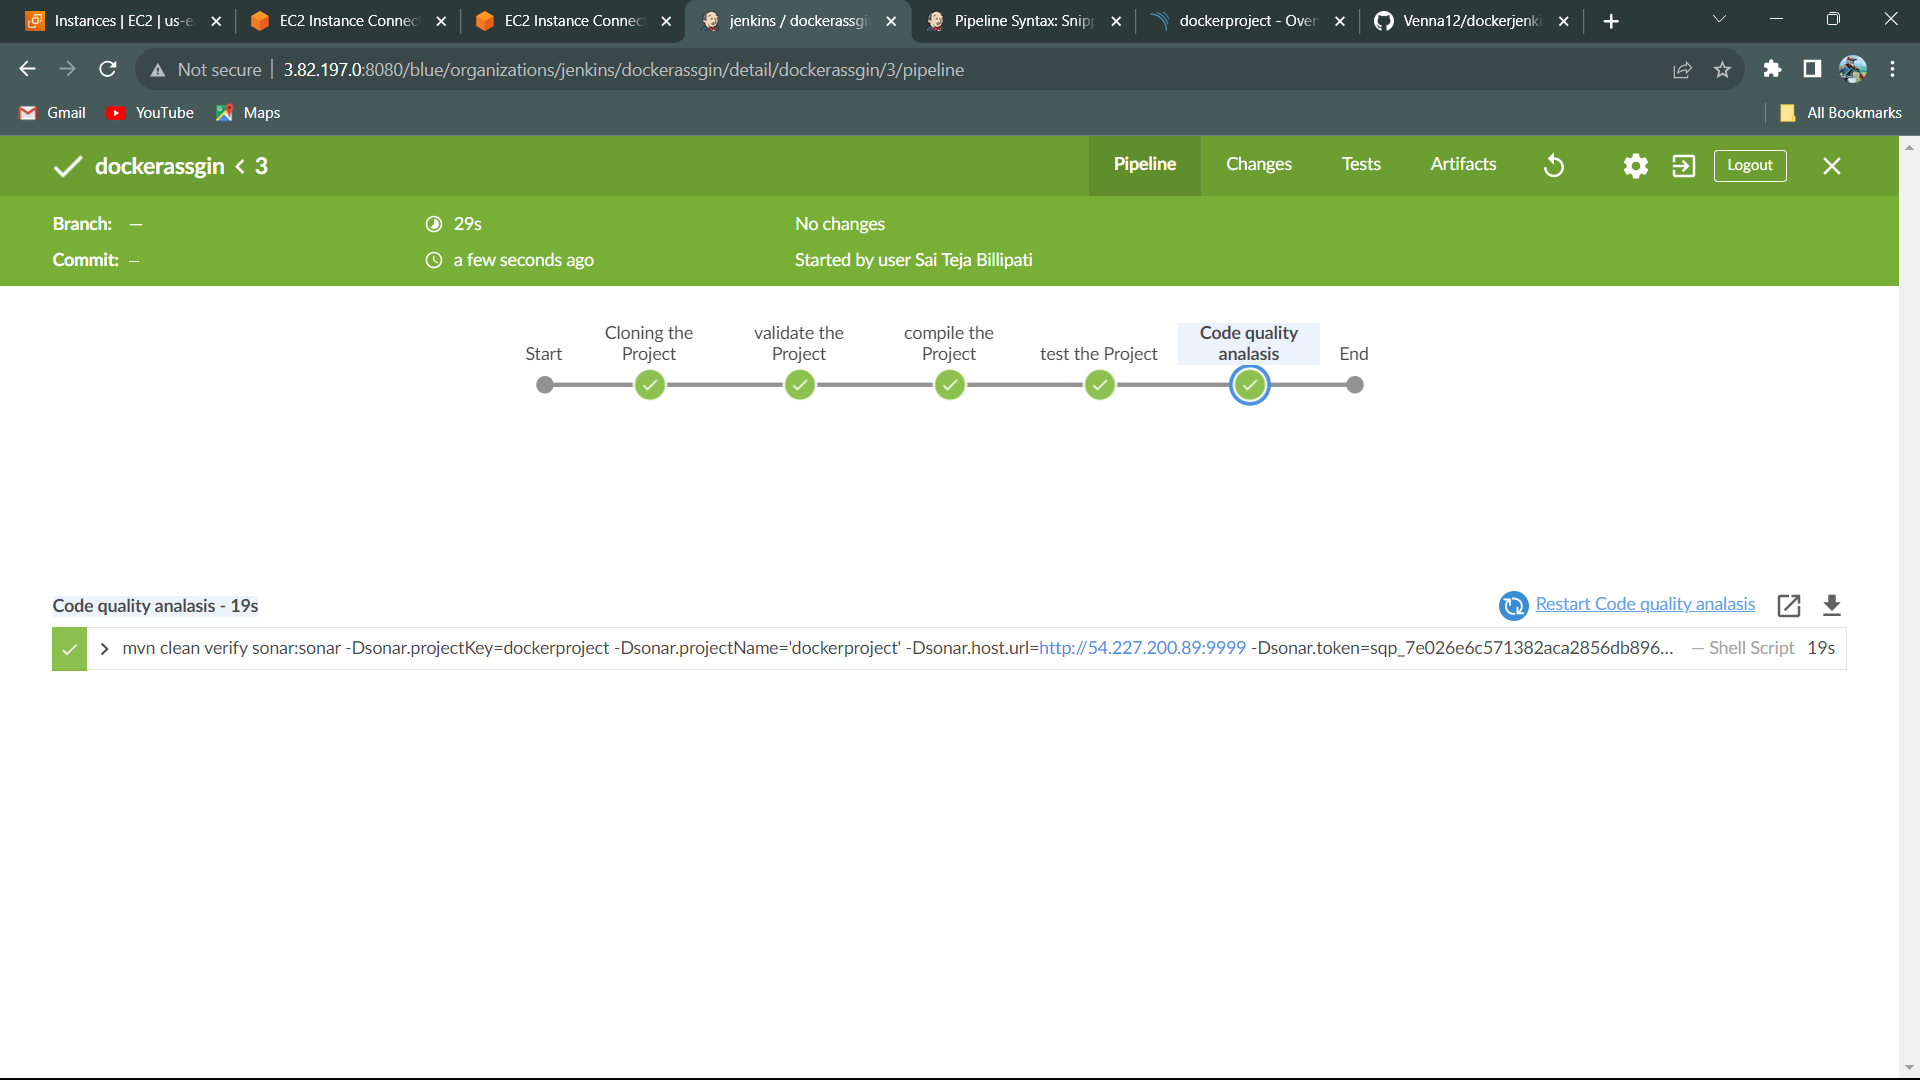 Instances | EC2 | us-e
EC2 Instance Connect
EC2 Instance Connect
jenkins / dockerassgi
Pipeline Syntax: Snipp
dockerproject - Over
Venna12/dockerjenki
Not secure
3.82.197.0:8080/blue/organizations/jenkins/dockerassgin/detail/dockerassgin/3/pipeline
Gmail
YouTube
Maps
All Bookmarks
dockerassgin < 3
Pipeline
Changes
Tests
Artifacts
Logout
Branch: —
29s
No changes
Commit: —
a few seconds ago
Started by user Sai Teja Billipati
Start
Cloning the
Project
validate the
Project
compile the
Project
test the Project
Code quality
analasis
End
Code quality analasis - 19s
Restart Code quality analasis
mvn clean verify sonar:sonar -Dsonar.projectKey=dockerproject -Dsonar.projectName='dockerproject' -Dsonar.host.url=http://54.227.200.89:9999 -Dsonar.token=sqp_7e026e6c571382aca2856db896... — Shell Script 19s